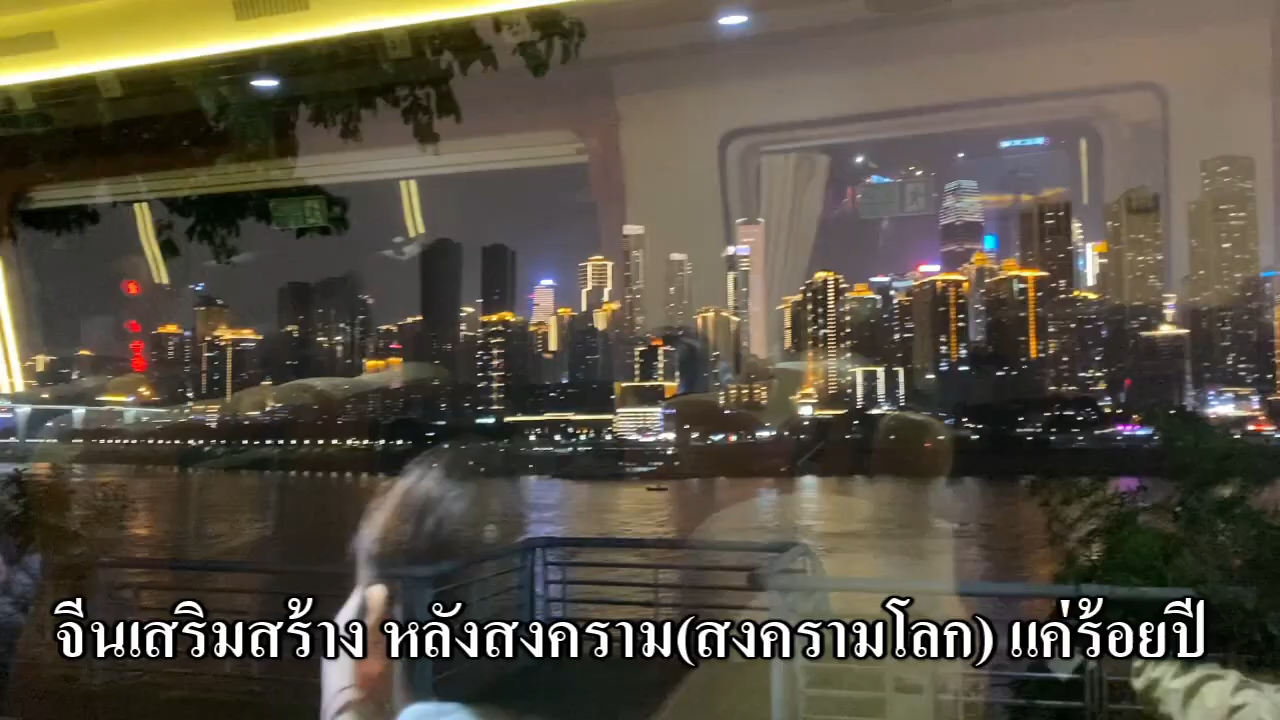 จีนเสริมสร้าง หลังสงคราม(สงครามโลก) แค่ร้อยปี